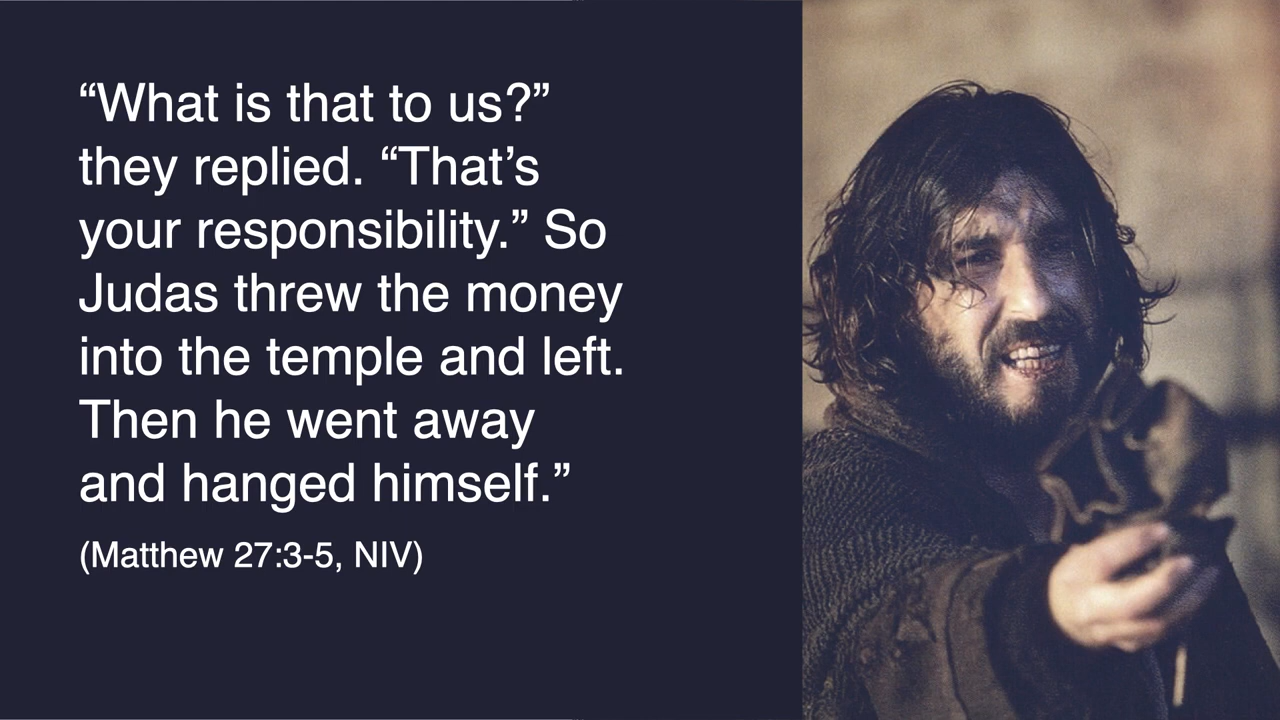 “What is that to us?”
they replied. “That’s
your responsibility.” So
Judas threw the money
into the temple and left.
Then he went away
and hanged himself.”
(Matthew 27:3-5, NIV)